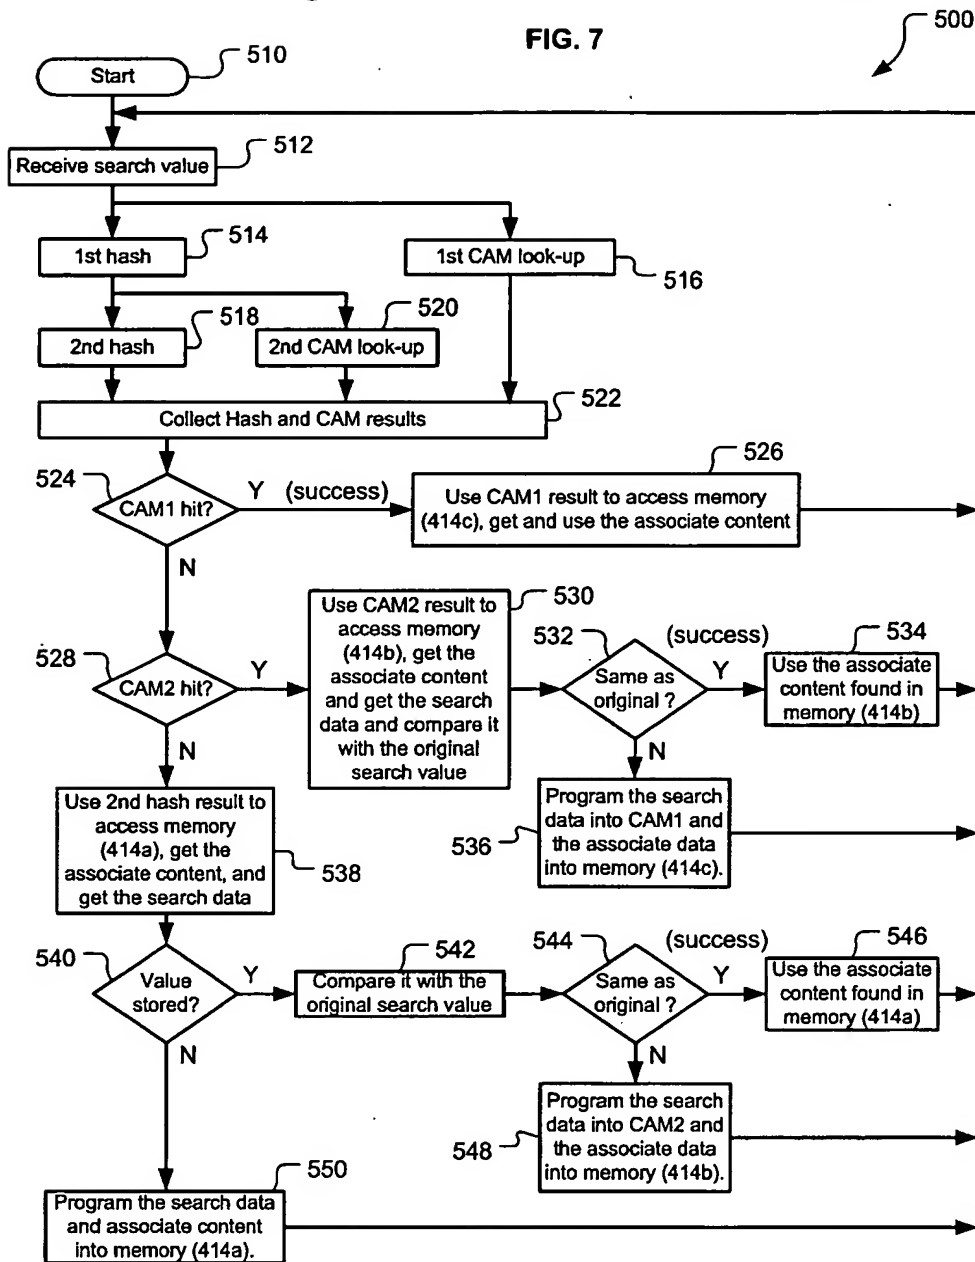 FIG. 7
500
Start
510
512
Receive search value
514
1st hash
1st CAM look-up
516
518
520
2nd hash
2nd CAM look-up
Collect Hash and CAM results
522
524
CAM1 hit?
Y (success)
526
Use CAM1 result to access memory
(414c), get and use the associate content
N
528
CAM2 hit?
Y
530
Use CAM2 result to
access memory
(414b), get the
associate content
and get the search
data and compare it
with the original
search value
532
Same as
original ?
(success)
Y
534
Use the associate
content found in
memory (414b)
N
536
Program the search
data into CAM1 and
the associate data
into memory (414c).
N
Use 2nd hash result to
access memory
(414a), get the
associate content, and
get the search data
538
540
Value
stored?
Y
542
Compare it with the
original search value
544
Same as
original ?
(success)
Y
546
Use the associate
content found in
memory (414a)
N
548
Program the search
data into CAM2 and
the associate data
into memory (414b).
N
550
Program the search data
and associate content
into memory (414a).